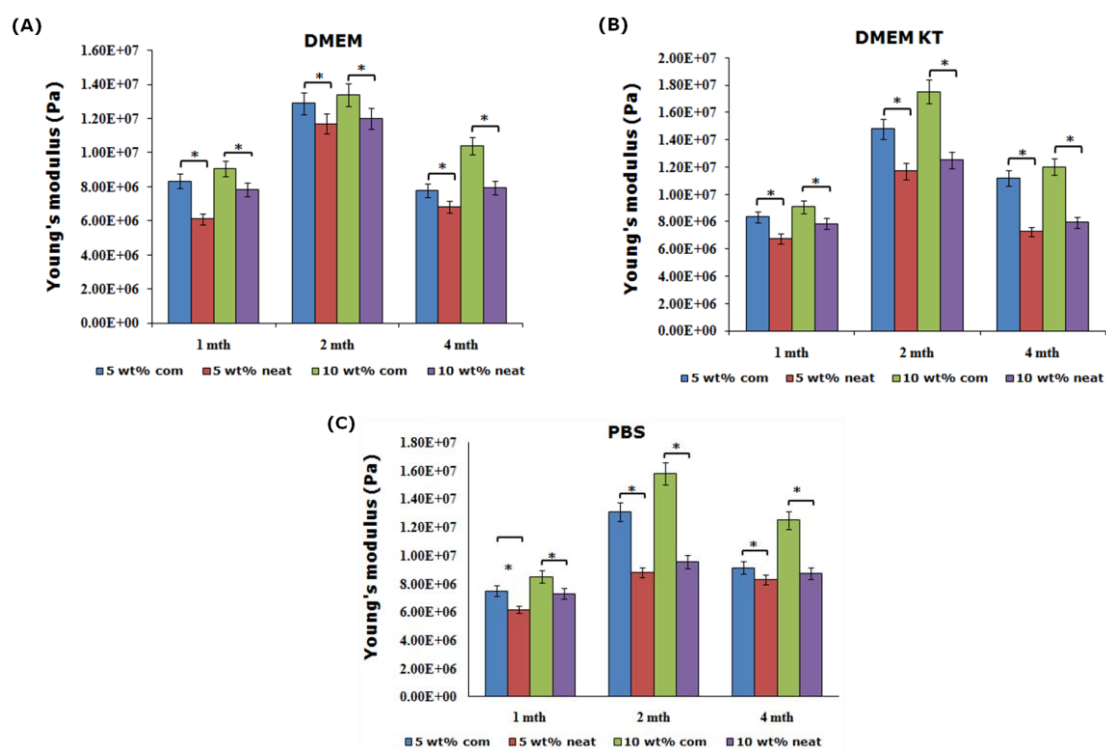 (A)
DMEM
Young's modulus (Pa)
1.60E+07
1.40E+07
1.20E+07
1.00E+07
8.00E+06
6.00E+06
4.00E+06
2.00E+06
0.00E+00
* * * * * *
1 mth 2 mth 4 mth
5 wt% com 5 wt% neat 10 wt% com 10 wt% neat
(B)
DMEM KT
Young's modulus (Pa)
2.00E+07
1.80E+07
1.60E+07
1.40E+07
1.20E+07
1.00E+07
8.00E+06
6.00E+06
4.00E+06
2.00E+06
0.00E+00
* * * * * *
1 mth 2 mth 4 mth
5 wt% com 5 wt% neat 10 wt% com 10 wt% neat
(C)
PBS
Young's modulus (Pa)
1.80E+07
1.60E+07
1.40E+07
1.20E+07
1.00E+07
8.00E+06
6.00E+06
4.00E+06
2.00E+06
0.00E+00
* * * * * *
1 mth 2 mth 4 mth
5 wt% com 5 wt% neat 10 wt% com 10 wt% neat